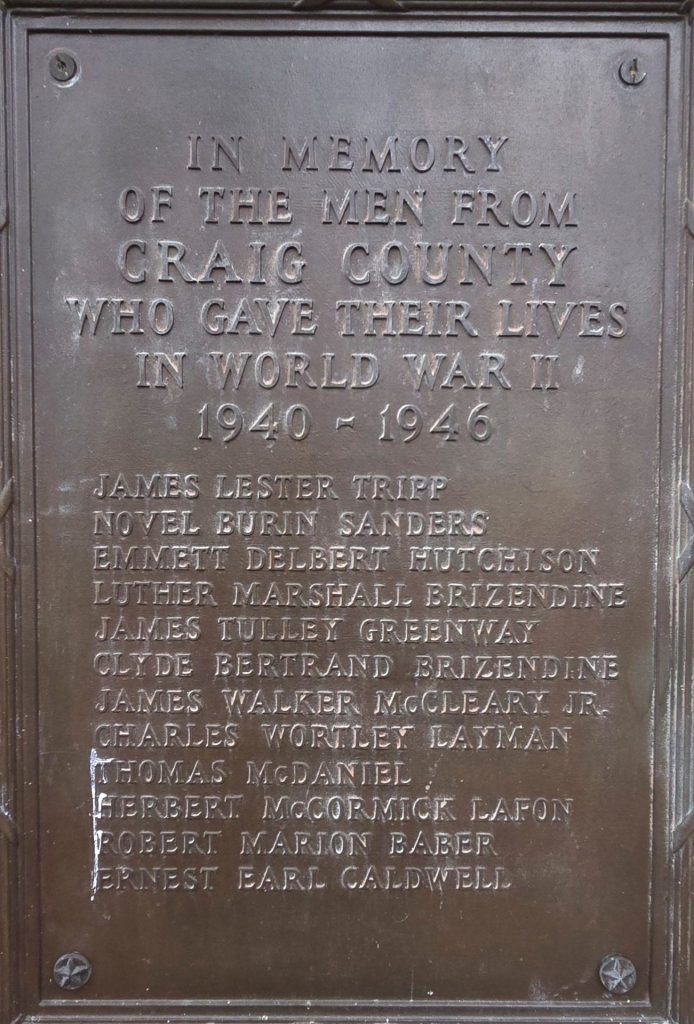 IN MEMORY
OF THE MEN FROM
CRAIG COUNTY
WHO GAVE THEIR LIVES
IN WORLD WAR II
1940 - 1946
JAMES LESTER TRIPP
NOVEL BURIN SANDERS
EMMETT DELBERT HUTCHISON
LUTHER MARSHALL BRIZENDINE
JAMES TULLEY GREENWAY
CLYDE BERTRAND BRIZENDINE
JAMES WALKER McCLEARY JR.
CHARLES WORTLEY LAYMAN
THOMAS McDANIEL
HERBERT McCORMICK LAFON
ROBERT MARION BABER
ERNEST EARL CALDWELL